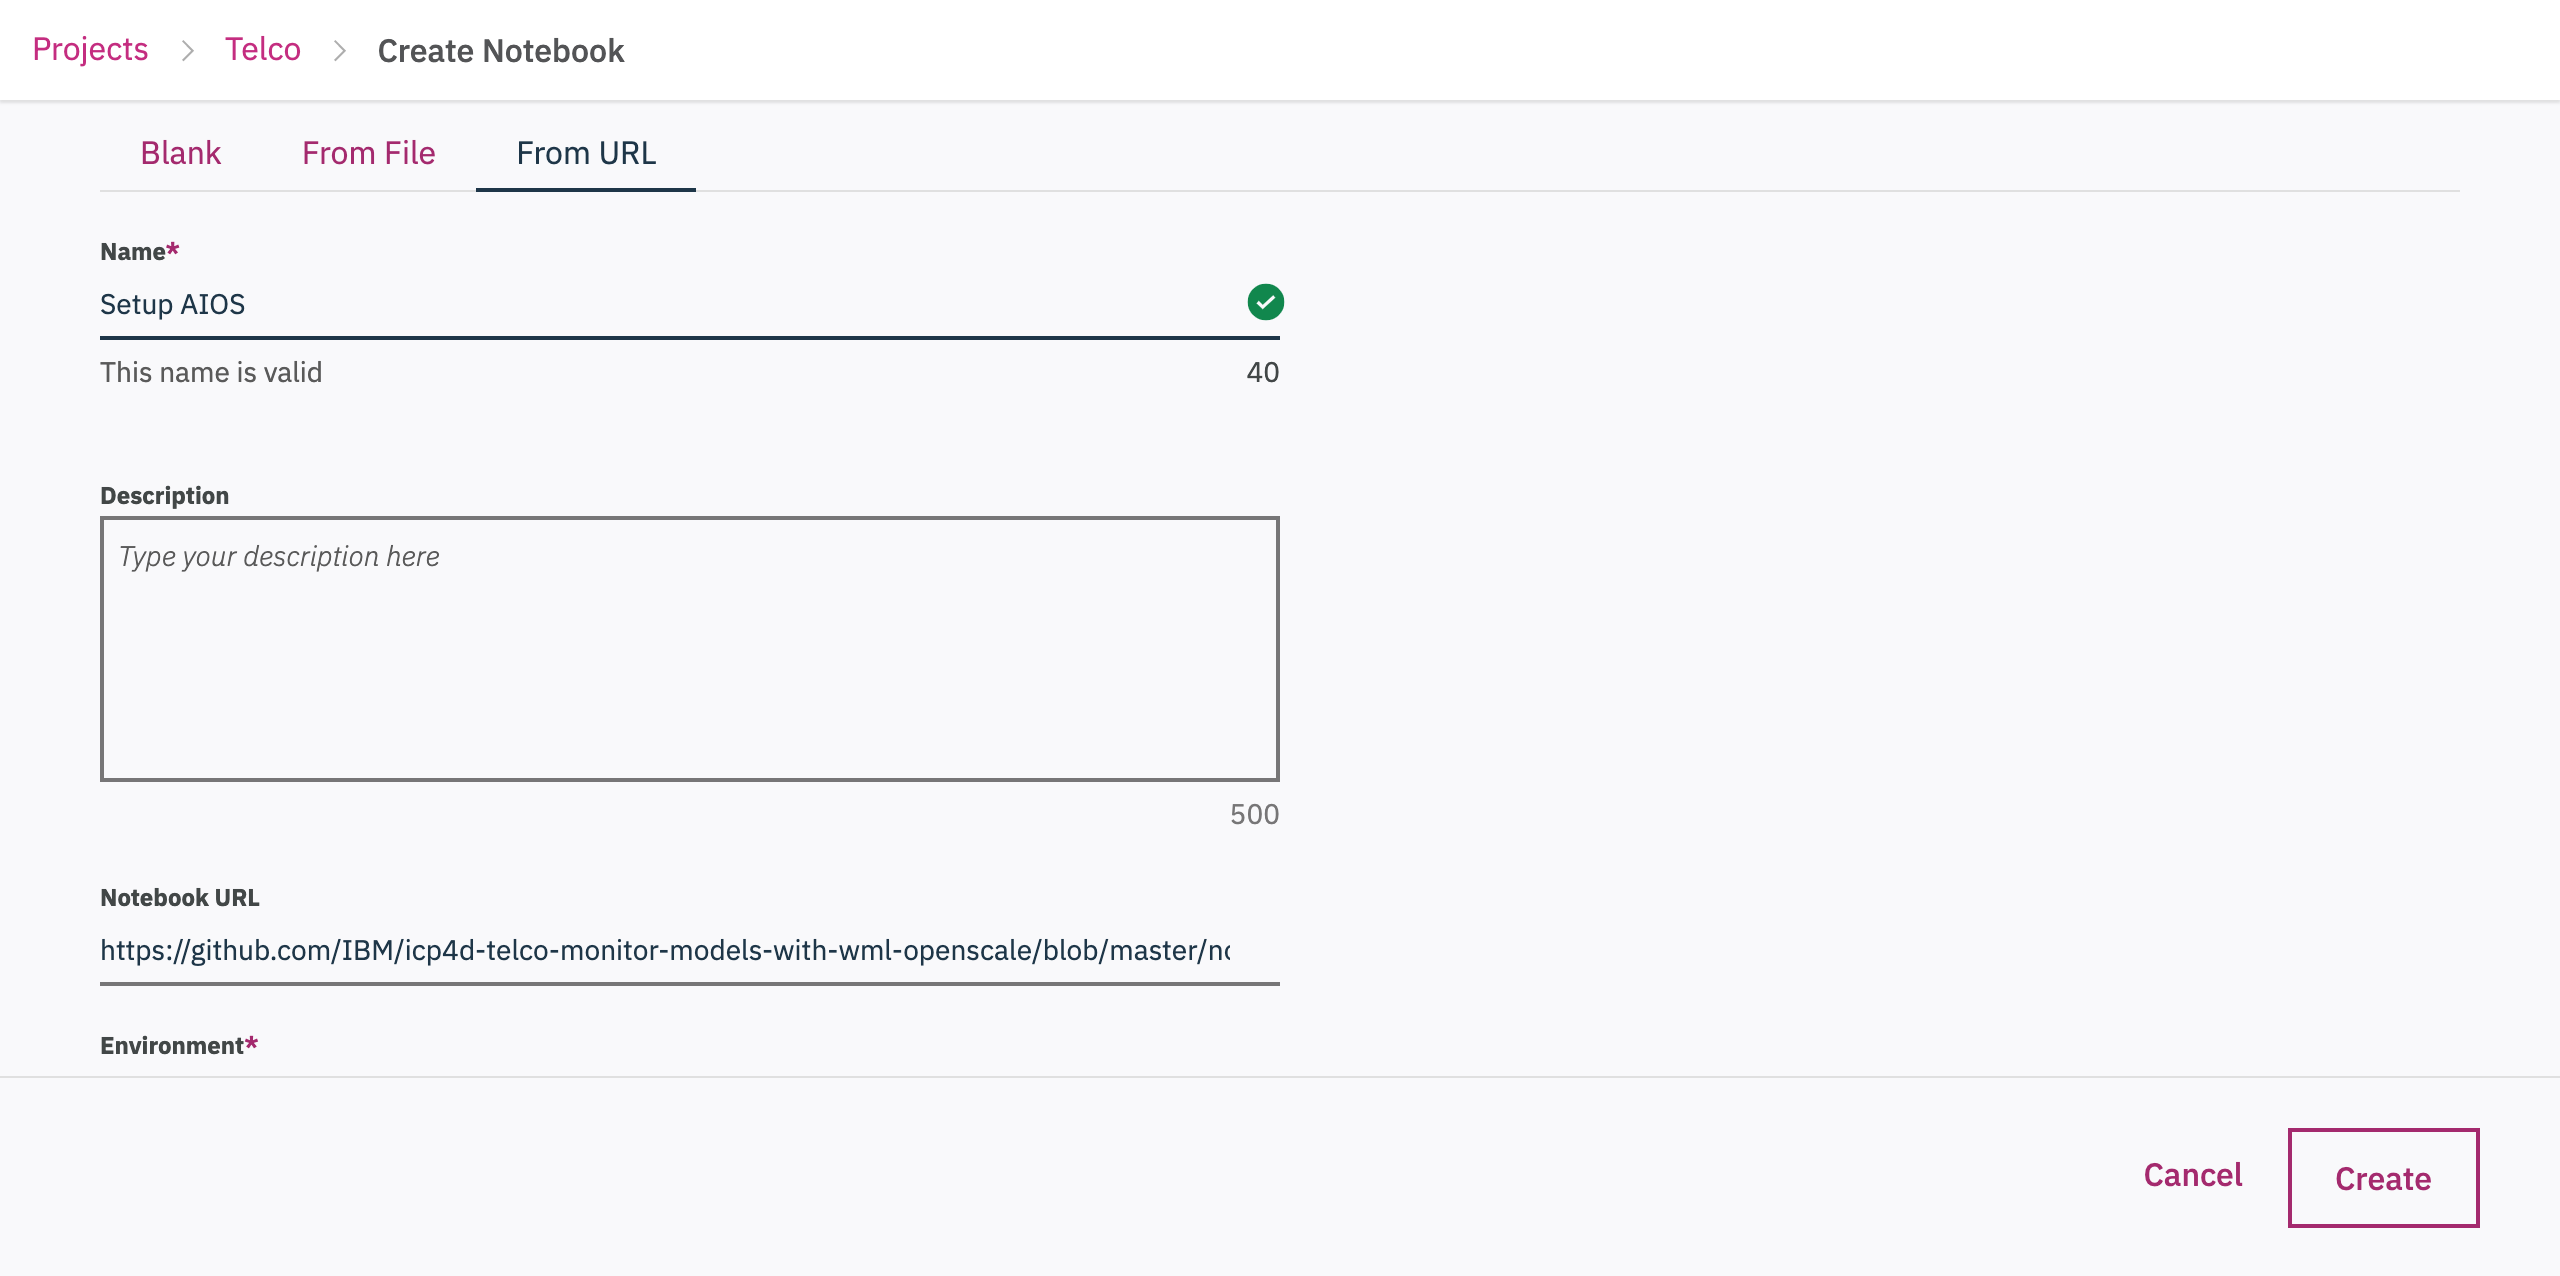 Projects > Telco > Create Notebook
Blank From File From URL
Name*
Setup AIOS
This name is valid 40
Description
Type your description here
500
Notebook URL
https://github.com/IBM/icp4d-telco-monitor-models-with-wml-openscale/blob/master/no
Environment*
Cancel Create